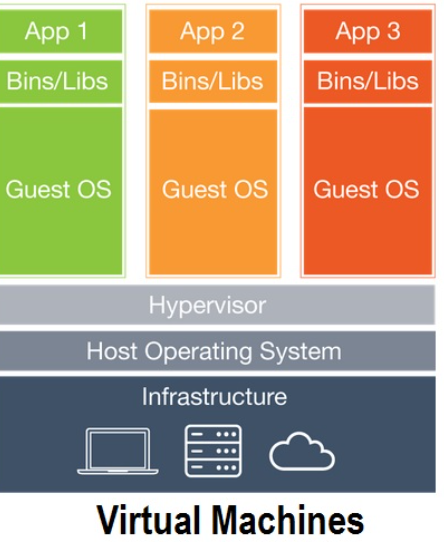 App 1 App 2 App 3
Bins/Libs Bins/Libs Bins/Libs
Guest OS Guest OS Guest OS
Hypervisor
Host Operating System
Infrastructure
Virtual Machines